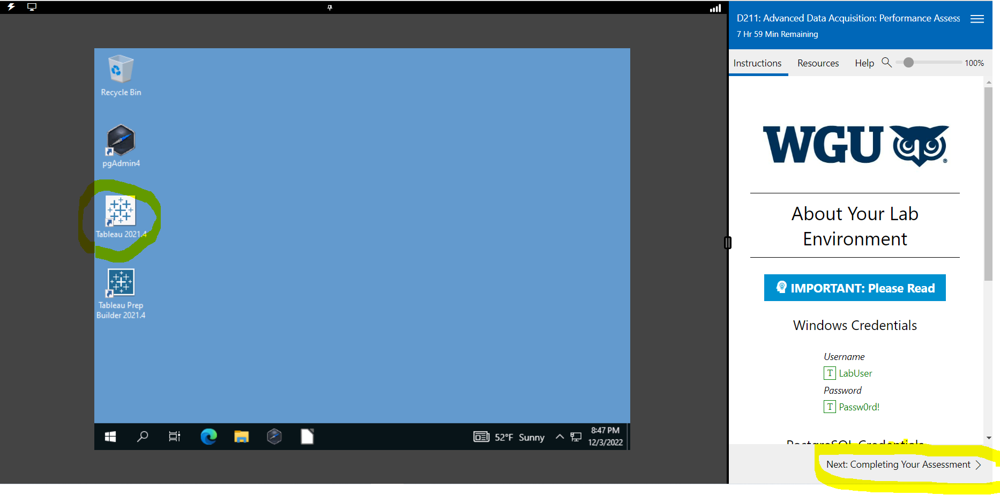 Recycle Bin
pgAdmin4
Tableau 2021.4
Tableau Prep
Builder 2021.4
52°F Sunny
8:47 PM
12/3/2022
D211: Advanced Data Acquisition: Performance Assess
7 Hr 59 Min Remaining
Instructions Resources Help 100%
WGU
About Your Lab
Environment
IMPORTANT: Please Read
Windows Credentials
Username
T LabUser
Password
T Passw0rd!
PostgreSQL Credentials
Next: Completing Your Assessment